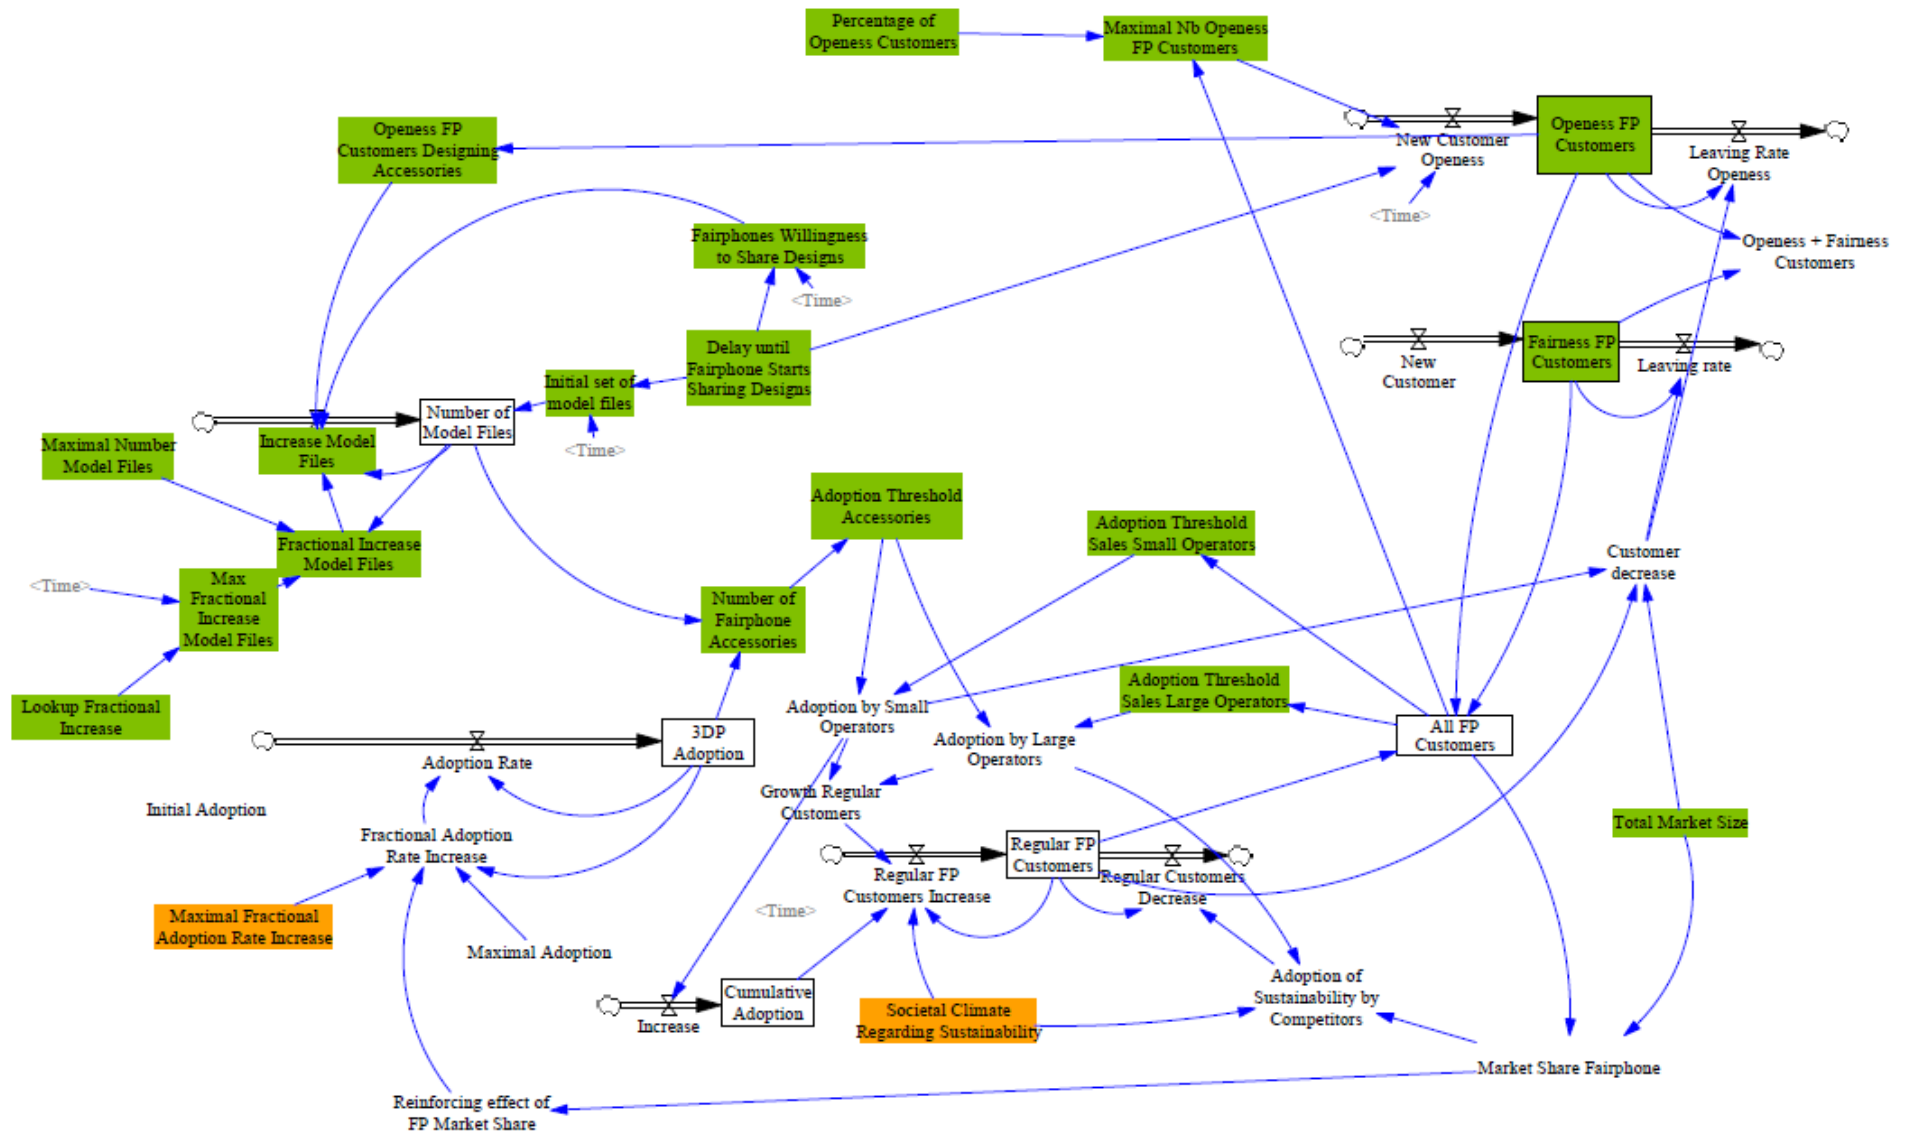 Percentage of
Openess Customers
Maximal Nb Openess
FP Customers
Openess FP
Customers Designing
Accessories
New Customer
Openess
Openess FP
Customers
Leaving Rate
Openess
<Time>
Fairphones Willingness
to Share Designs
<Time>
Openess + Fairness
Customers
Delay until
Fairphone Starts
Sharing Designs
Initial set of
model files
<Time>
New
Customer
Fairness FP
Customers
Leaving rate
Number of
Model Files
Increase Model
Files
Maximal Number
Model Files
Fractional Increase
Model Files
<Time>
Max
Fractional
Increase
Model Files
Lookup Fractional
Increase
Adoption Threshold
Accessories
Adoption Threshold
Sales Small Operators
Customer
decrease
Number of
Fairphone
Accessories
Adoption by Small
Operators
Adoption by Large
Operators
Adoption Threshold
Sales Large Operators
All FP
Customers
3DP
Adoption
Adoption Rate
Initial Adoption
Growth Regular
Customers
Total Market Size
Fractional Adoption
Rate Increase
Regular FP
Customers Increase
Regular FP
Customers
Regular Customers
Decrease
Maximal Fractional
Adoption Rate Increase
Maximal Adoption
<Time>
Increase
Cumulative
Adoption
Societal Climate
Regarding Sustainability
Adoption of
Sustainability by
Competitors
Market Share Fairphone
Reinforcing effect of
FP Market Share